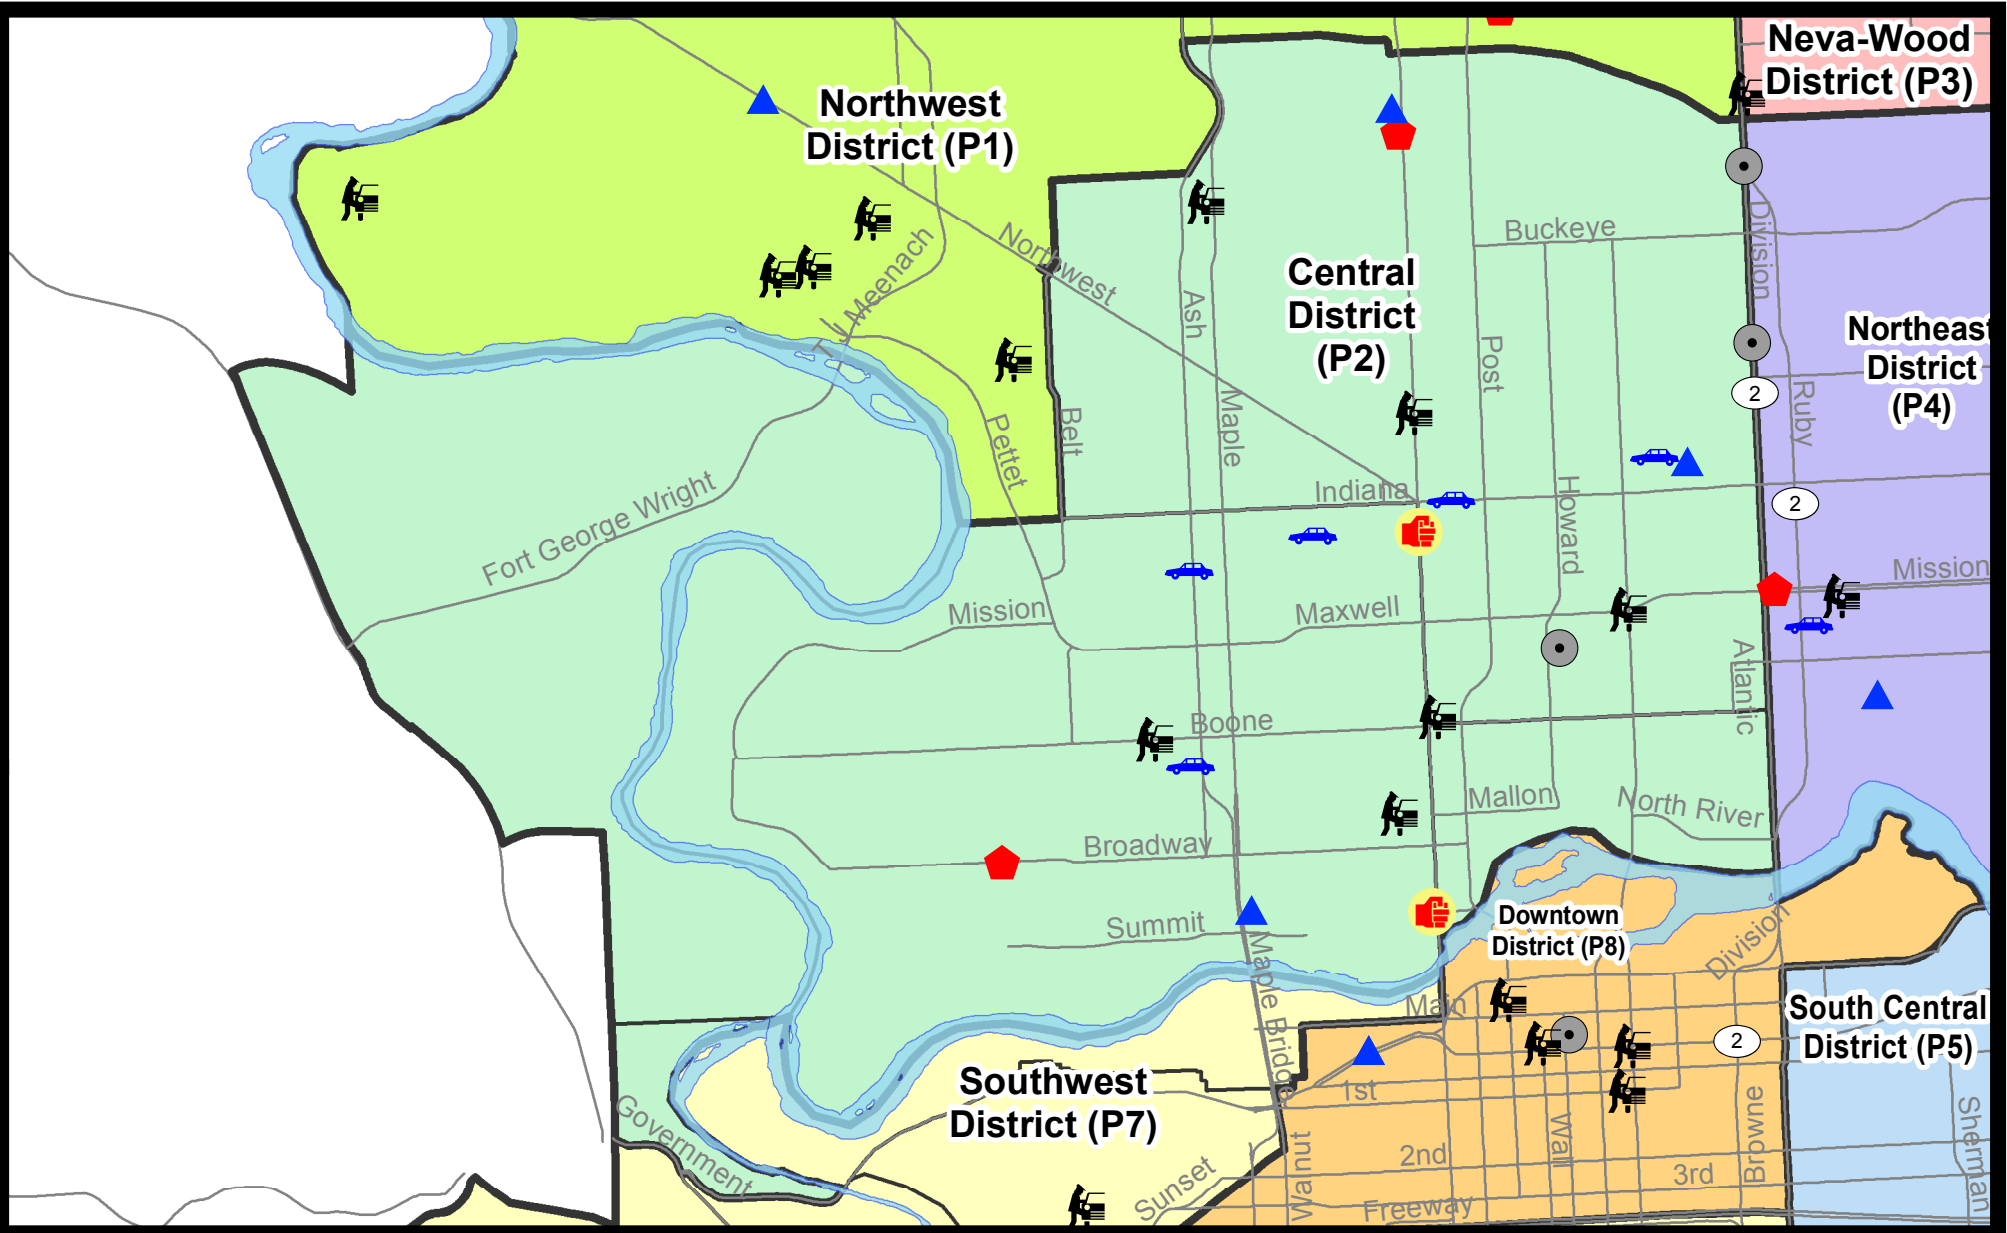 Neva-Wood
District (P3)
Northwest
District (P1)
Buckeye
Division
Northwest
T J Meenach
Central
District
(P2)
Ash
Northeast
District
(P4)
Post
2
Ruby
Maple
Belt
Pettet
Indiana
Howard
2
Fort George Wright
Mission
Mission
Maxwell
Atlantic
Boone
Mallon
North River
Broadway
Summit
Downtown
District (P8)
Division
Maple Bridge
Main
South Central
District (P5)
2
Southwest
District (P7)
1st
Government
Wall
Browne
Sherman
Walnut
2nd
3rd
Sunset
Freeway